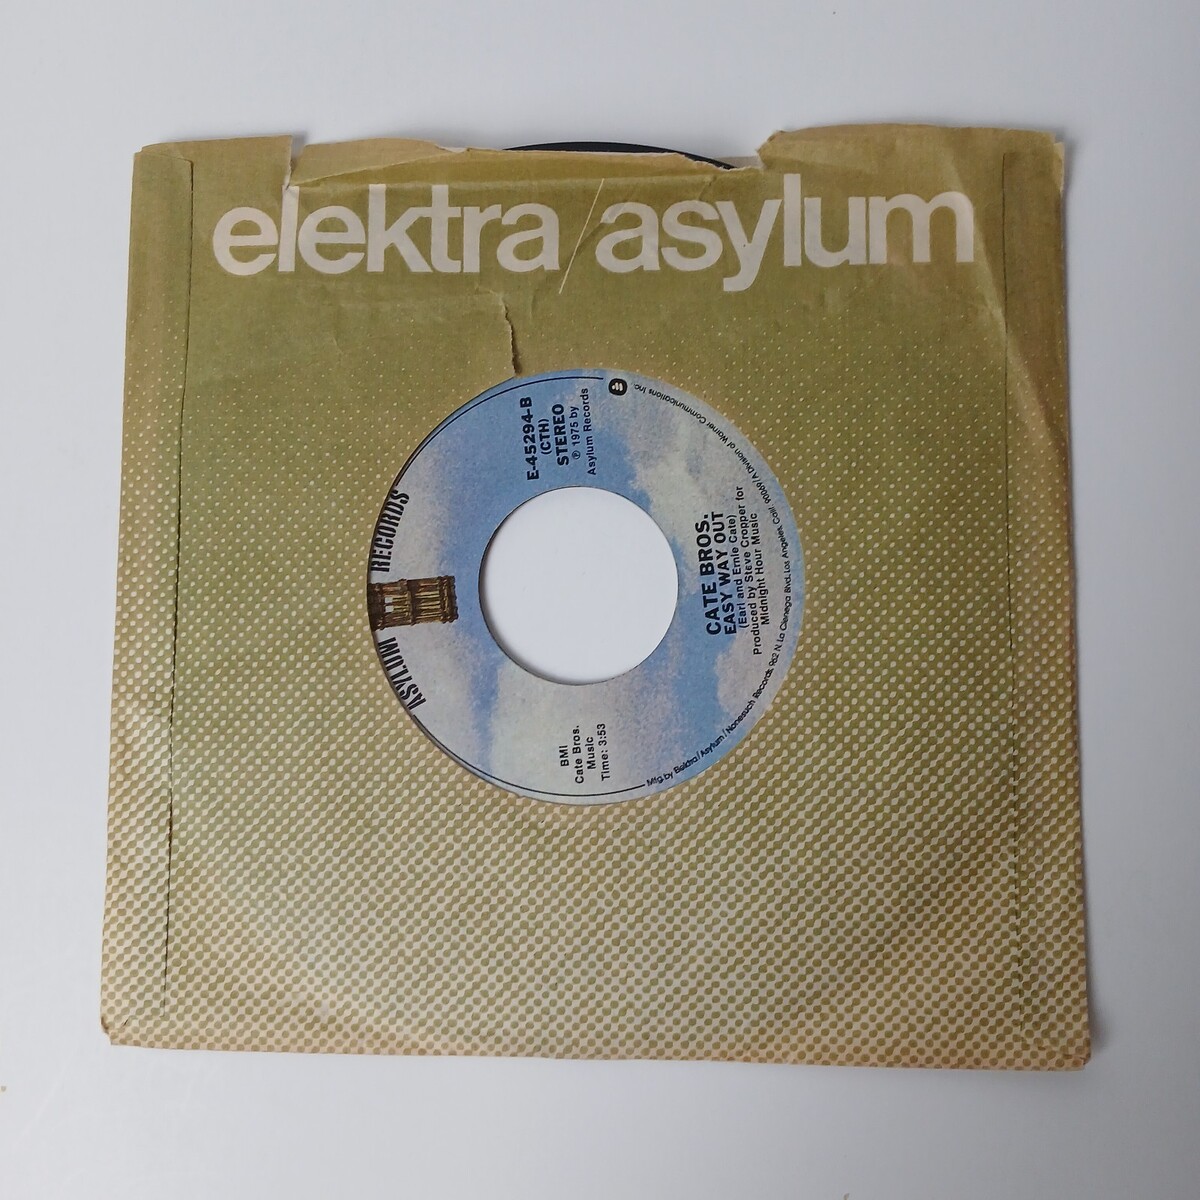 elektra/asylum
ASYLUM RECORDS
E-45294-B
(CTH)
STEREO
℗ 1975 by
Asylum Records
BMI
Cate Bros.
Music
Time: 3:53
CATE BROS.
EASY WAY OUT
(Earl and Ernie Cate)
Produced by Steve Cropper for
Midnight Hour Music
Mfg. by Elektra/Asylum/Nonesuch Records, 962 N. La Cienega Blvd., Los Angeles, Calif. 90069/A Division of Warner Communications Inc.